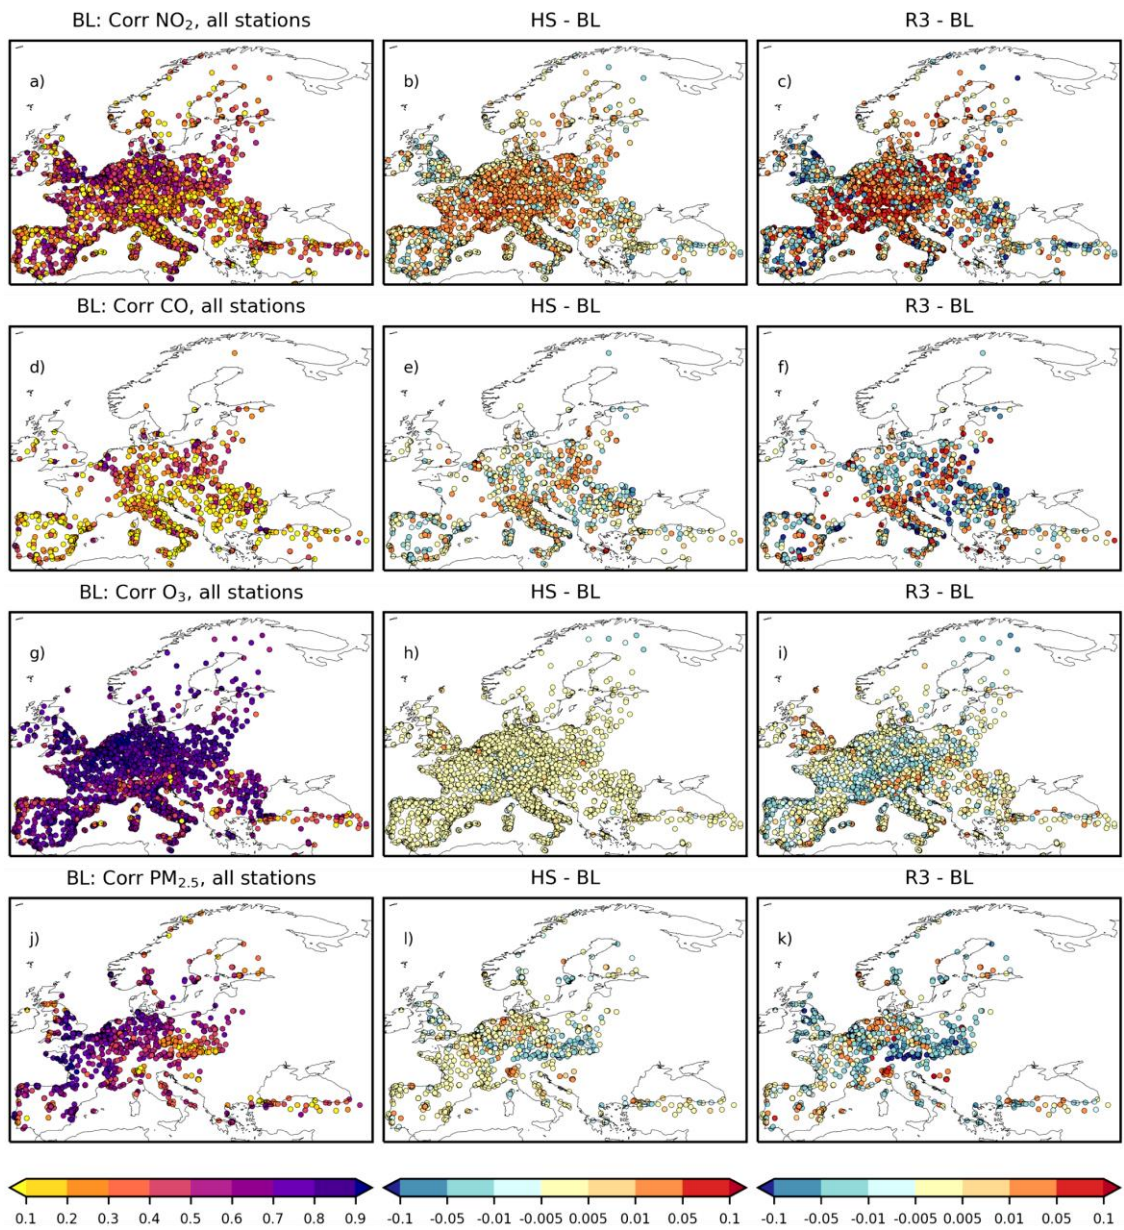 BL: Corr NO₂, all stations HS - BL R3 - BL
a) b) c)
BL: Corr CO, all stations HS - BL R3 - BL
d) e) f)
BL: Corr O₃, all stations HS - BL R3 - BL
g) h) i)
BL: Corr PM₂.₅, all stations HS - BL R3 - BL
j) l) k)
0.1 0.2 0.3 0.4 0.5 0.6 0.7 0.8 0.9 -0.1 -0.05 -0.01 -0.005 0.005 0.01 0.05 0.1 -0.1 -0.05 -0.01 -0.005 0.005 0.01 0.05 0.1